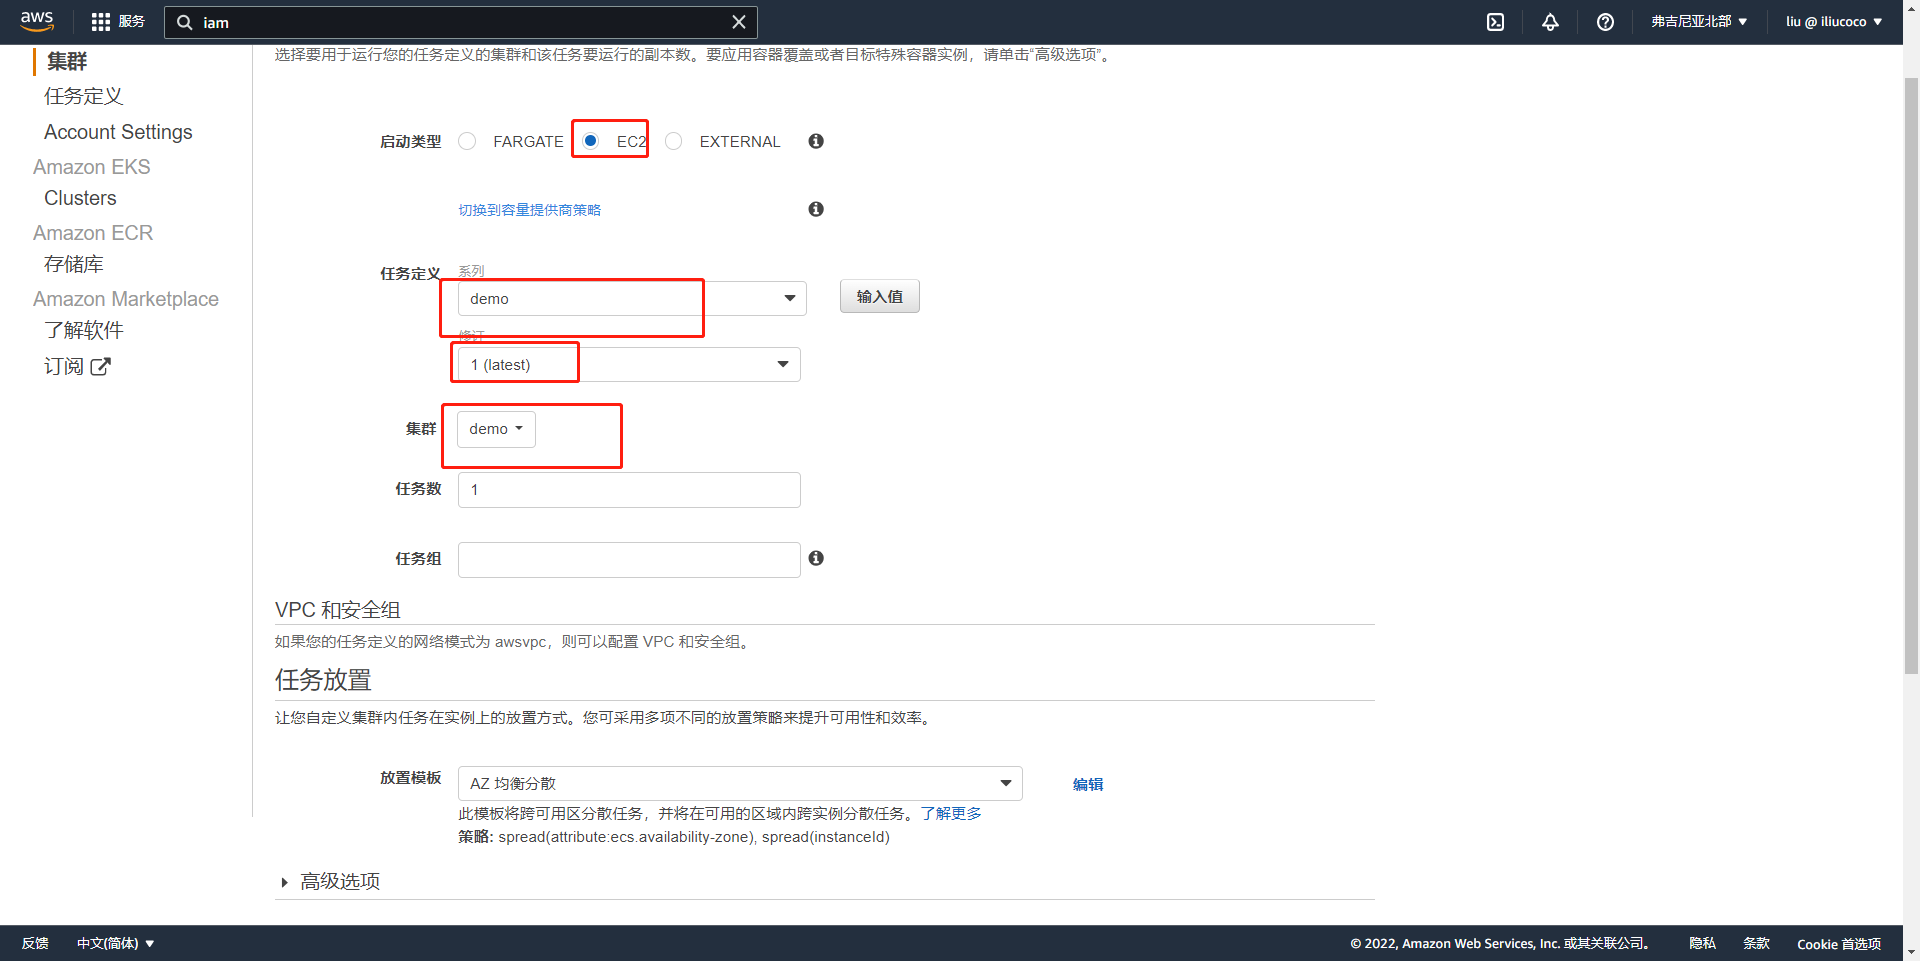 aws
服务
iam
弗吉尼亚北部
liu @ iliucoco
集群
任务定义
Account Settings
Amazon EKS
Clusters
Amazon ECR
存储库
Amazon Marketplace
了解软件
订阅
选择要用于运行您的任务定义的集群和该任务要运行的副本数。要应用容器覆盖或者目标特殊容器实例，请单击“高级选项”。
启动类型
FARGATE
EC2
EXTERNAL
切换到容量提供商策略
任务定义
系列
demo
输入值
修订
1 (latest)
集群
demo
任务数
1
任务组
VPC 和安全组
如果您的任务定义的网络模式为 awsvpc，则可以配置 VPC 和安全组。
任务放置
让您自定义集群内任务在实例上的放置方式。您可采用多项不同的放置策略来提升可用性和效率。
放置模板
AZ 均衡分散
编辑
此模板将跨可用区分散任务，并将在可用的区域内跨实例分散任务。了解更多
策略: spread(attribute:ecs.availability-zone), spread(instanceId)
高级选项
反馈
中文(简体)
© 2022, Amazon Web Services, Inc. 或其关联公司。
隐私
条款
Cookie 首选项